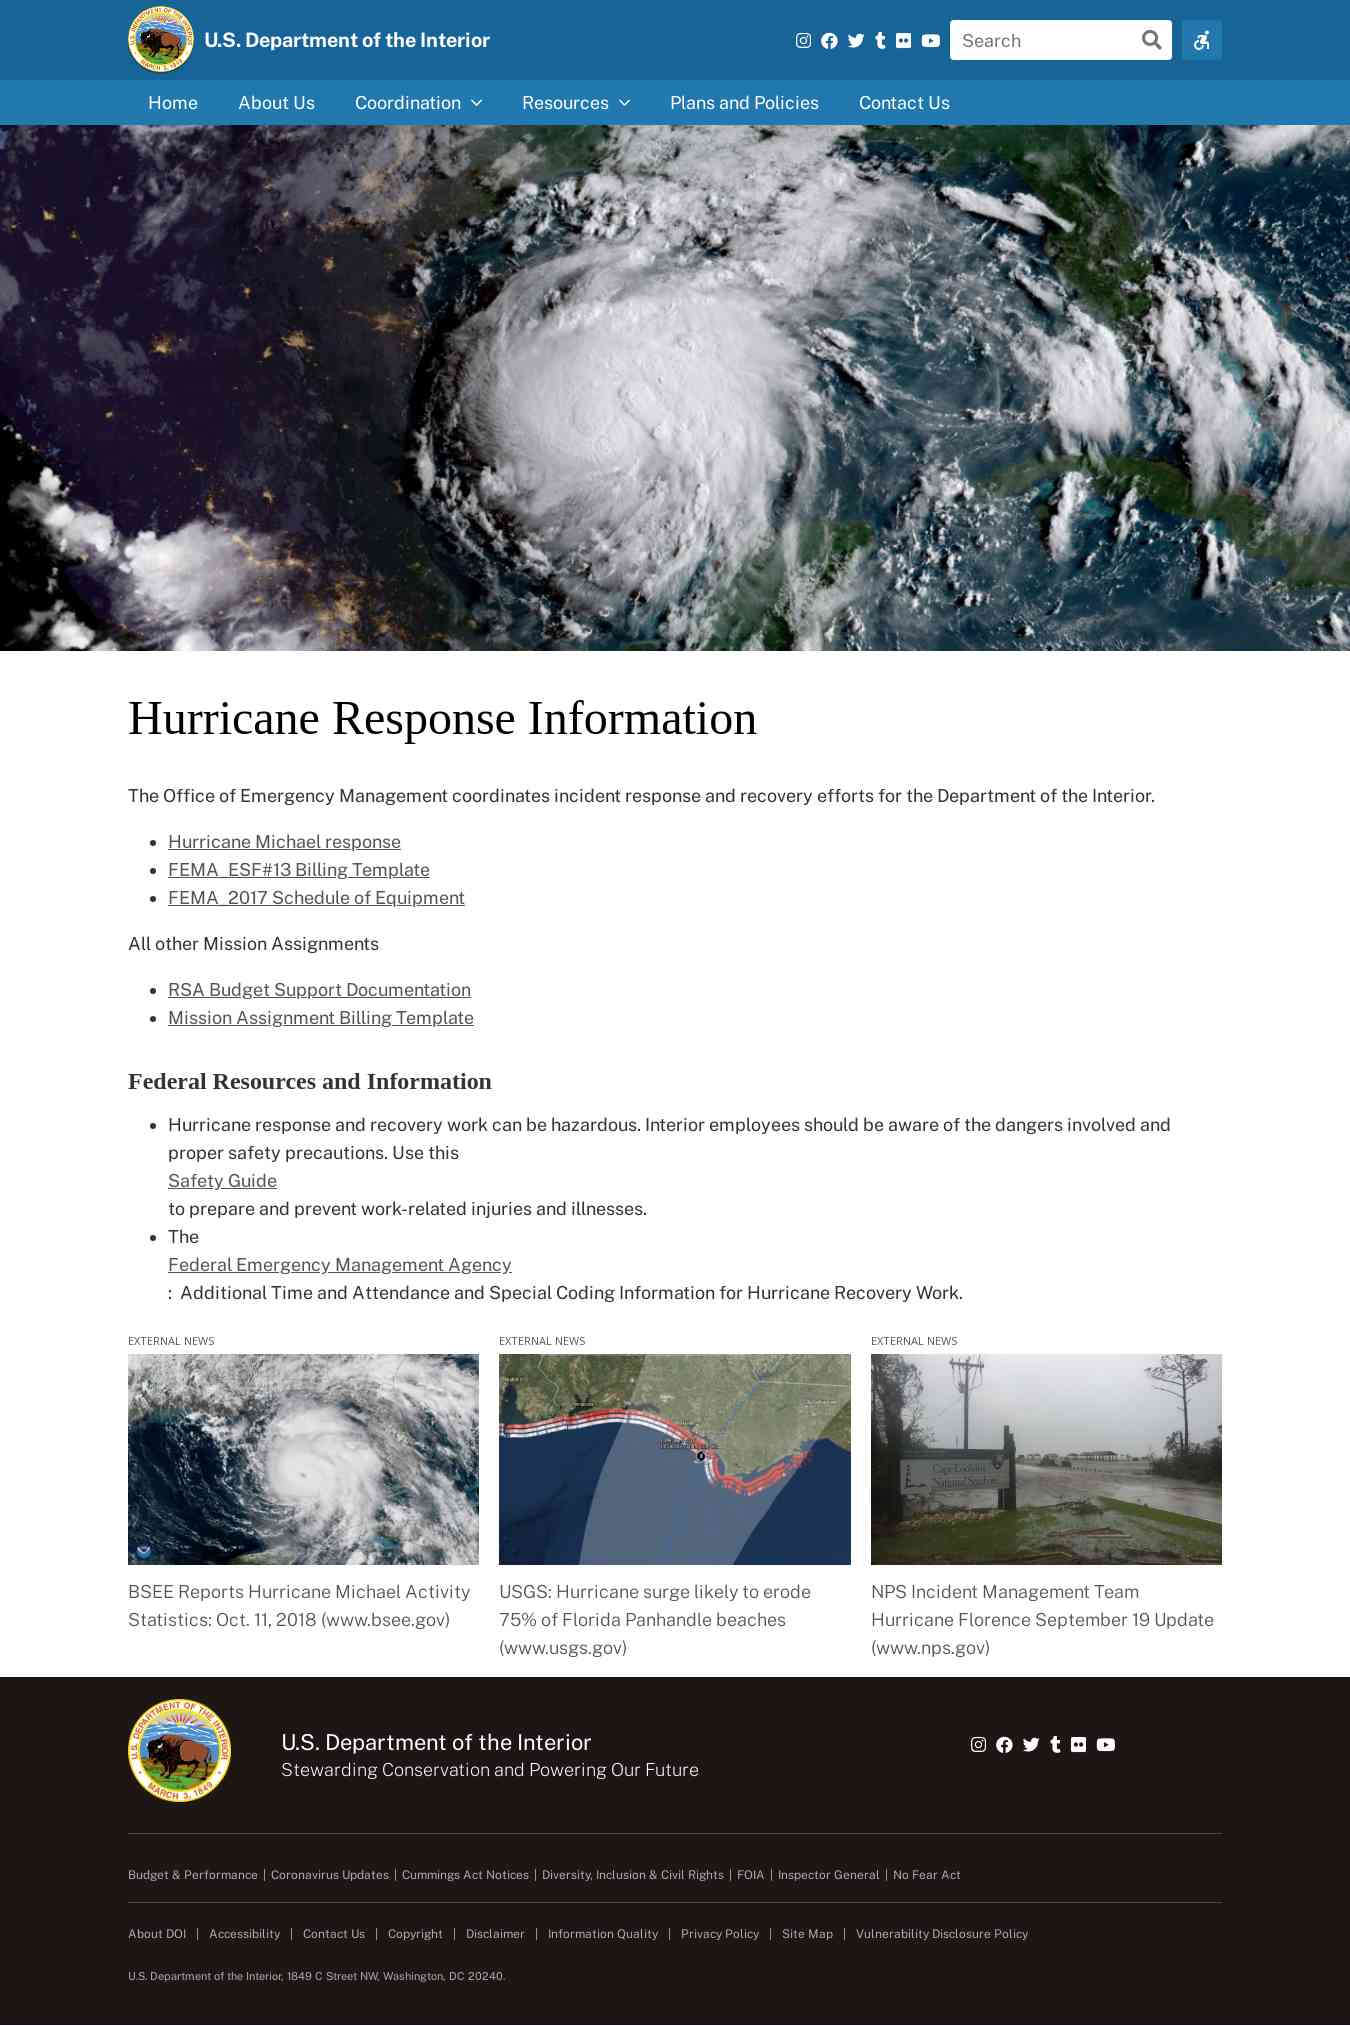 U.S. Department of the Interior
Search
Home About Us Coordination Resources Plans and Policies Contact Us
Hurricane Response Information
The Office of Emergency Management coordinates incident response and recovery efforts for the Department of the Interior.
Hurricane Michael response
FEMA_ESF#13 Billing Template
FEMA_2017 Schedule of Equipment
All other Mission Assignments
RSA Budget Support Documentation
Mission Assignment Billing Template
Federal Resources and Information
Hurricane response and recovery work can be hazardous. Interior employees should be aware of the dangers involved and
proper safety precautions. Use this
Safety Guide
to prepare and prevent work-related injuries and illnesses.
The
Federal Emergency Management Agency
:  Additional Time and Attendance and Special Coding Information for Hurricane Recovery Work.
EXTERNAL NEWS
BSEE Reports Hurricane Michael Activity
Statistics: Oct. 11, 2018 (www.bsee.gov)
EXTERNAL NEWS
USGS: Hurricane surge likely to erode
75% of Florida Panhandle beaches
(www.usgs.gov)
EXTERNAL NEWS
Cape Lookout
National Seashore
NPS Incident Management Team
Hurricane Florence September 19 Update
(www.nps.gov)
U.S. DEPARTMENT OF THE INTERIOR
MARCH 3, 1849
U.S. Department of the Interior
Stewarding Conservation and Powering Our Future
Budget & Performance | Coronavirus Updates | Cummings Act Notices | Diversity, Inclusion & Civil Rights | FOIA | Inspector General | No Fear Act
About DOI | Accessibility | Contact Us | Copyright | Disclaimer | Information Quality | Privacy Policy | Site Map | Vulnerability Disclosure Policy
U.S. Department of the Interior, 1849 C Street NW, Washington, DC 20240.